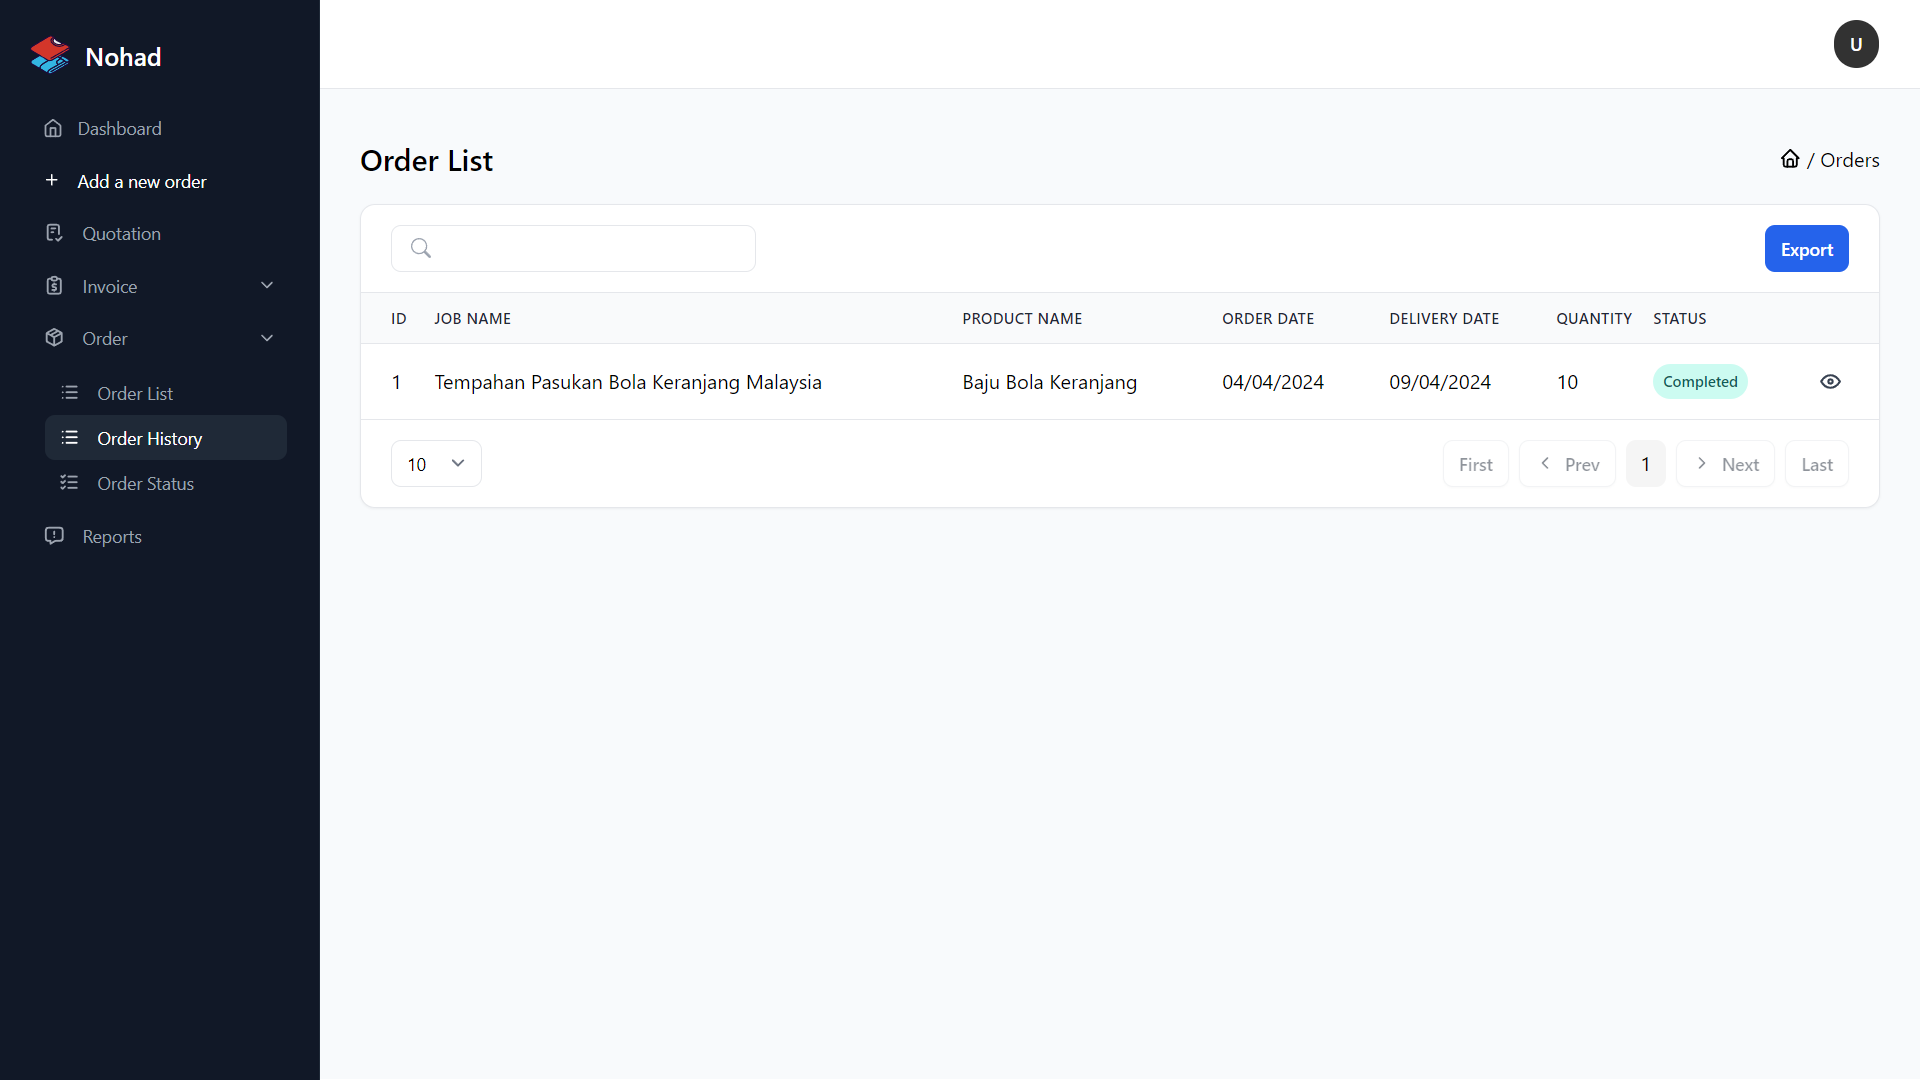 Nohad
U
Dashboard
Add a new order
Quotation
Invoice
Order
Order List
Order History
Order Status
Reports
Order List
/ Orders
Export
ID JOB NAME PRODUCT NAME ORDER DATE DELIVERY DATE QUANTITY STATUS
1 Tempahan Pasukan Bola Keranjang Malaysia Baju Bola Keranjang 04/04/2024 09/04/2024 10 Completed
10 First Prev 1 Next Last